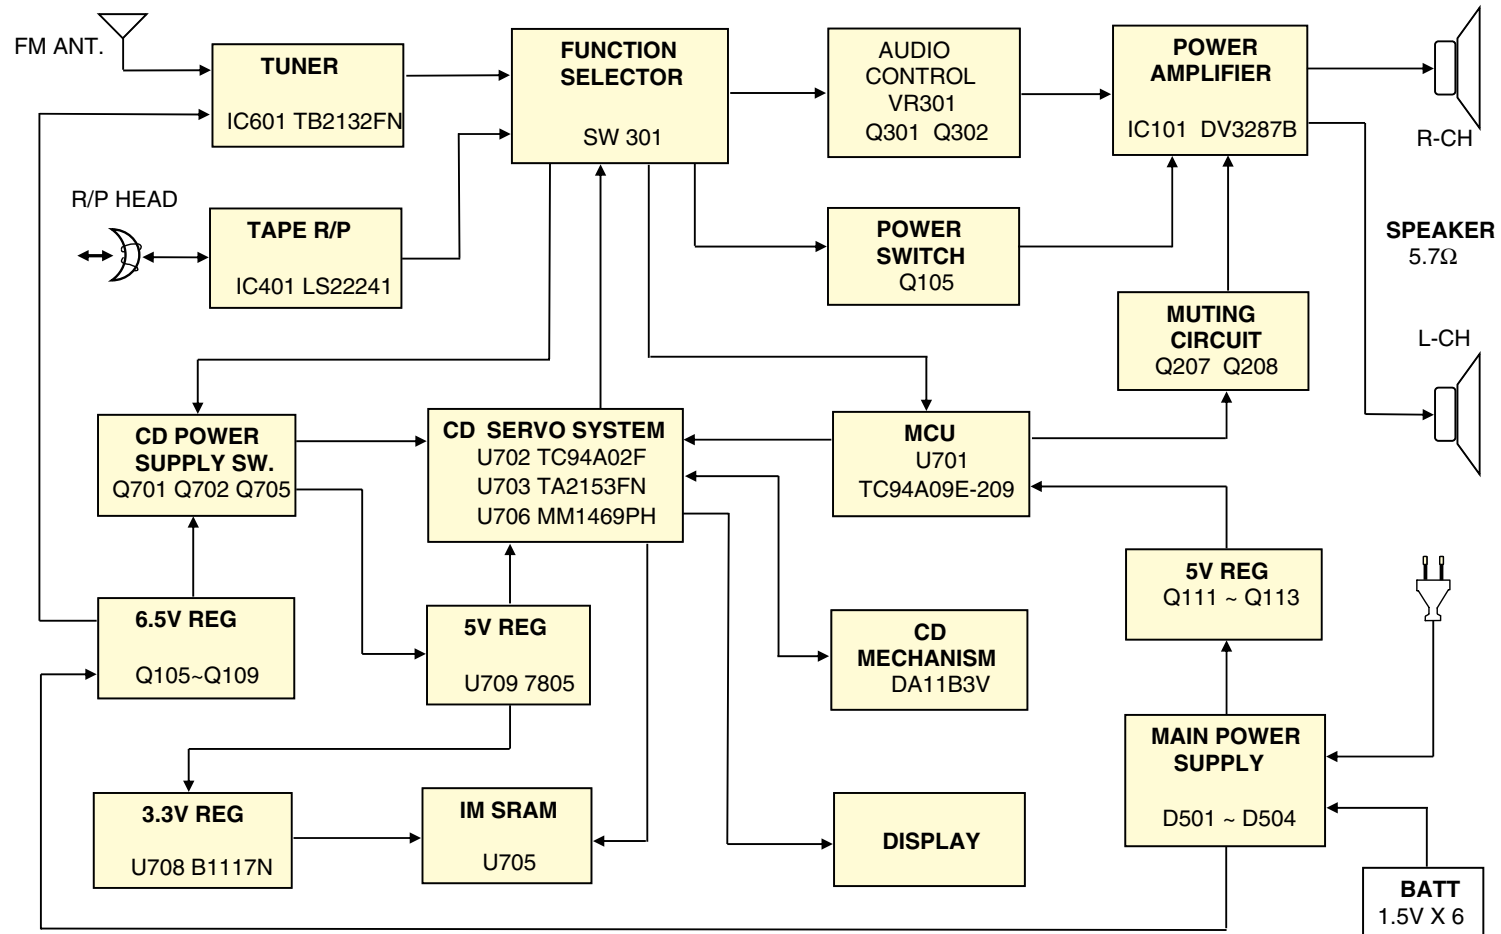 FM ANT.
TUNER
IC601 TB2132FN
FUNCTION
SELECTOR
SW 301
AUDIO
CONTROL
VR301
Q301 Q302
POWER
AMPLIFIER
IC101 DV3287B
R-CH
R/P HEAD
TAPE R/P
IC401 LS22241
POWER
SWITCH
Q105
SPEAKER
5.7Ω
MUTING
CIRCUIT
Q207 Q208
L-CH
CD POWER
SUPPLY SW.
Q701 Q702 Q705
CD SERVO SYSTEM
U702 TC94A02F
U703 TA2153FN
U706 MM1469PH
MCU
U701
TC94A09E-209
6.5V REG
Q105~Q109
5V REG
U709 7805
CD
MECHANISM
DA11B3V
5V REG
Q111 ~ Q113
MAIN POWER
SUPPLY
D501 ~ D504
3.3V REG
U708 B1117N
IM SRAM
U705
DISPLAY
BATT
1.5V X 6